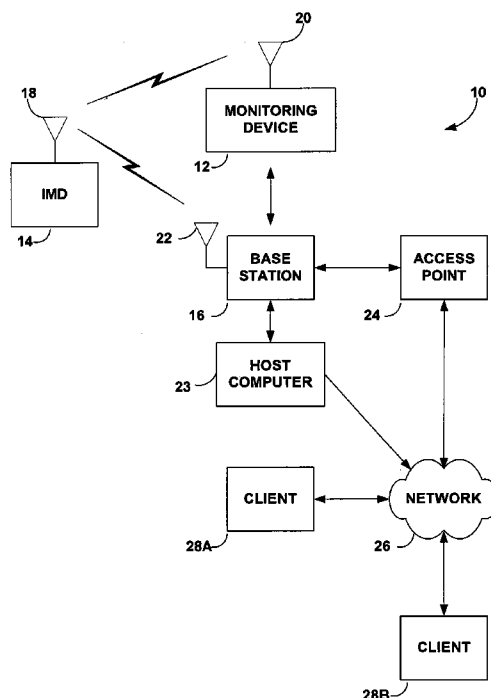 20
18
10
MONITORING
DEVICE
12
IMD
14
22
BASE
STATION
16
ACCESS
POINT
24
HOST
COMPUTER
23
CLIENT
28A
NETWORK
26
CLIENT
28B